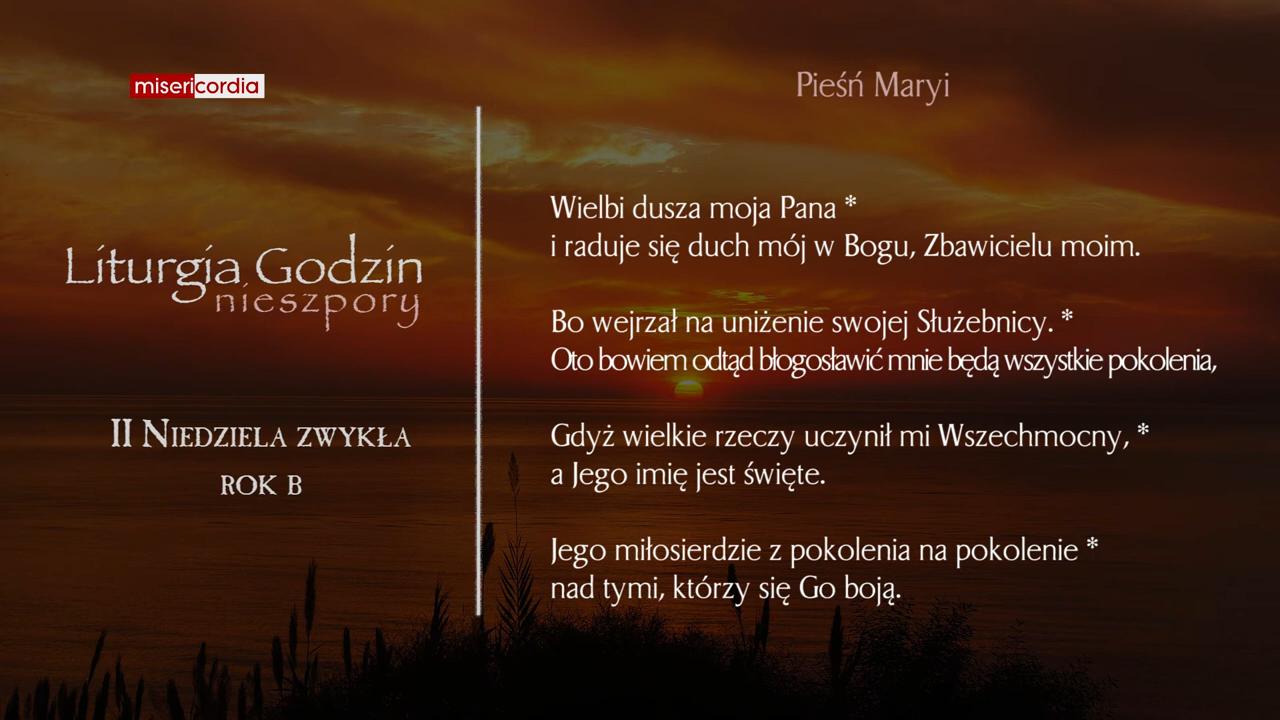 misericordia
Liturgia Godzin
nieszpory
II Niedziela zwykła
rok B
Pieśń Maryi
Wielbi dusza moja Pana *
i raduje się duch mój w Bogu, Zbawicielu moim.
Bo wejrzał na uniżenie swojej Służebnicy. *
Oto bowiem odtąd błogosławić mnie będą wszystkie pokolenia,
Gdyż wielkie rzeczy uczynił mi Wszechmocny, *
a Jego imię jest święte.
Jego miłosierdzie z pokolenia na pokolenie *
nad tymi, którzy się Go boją.